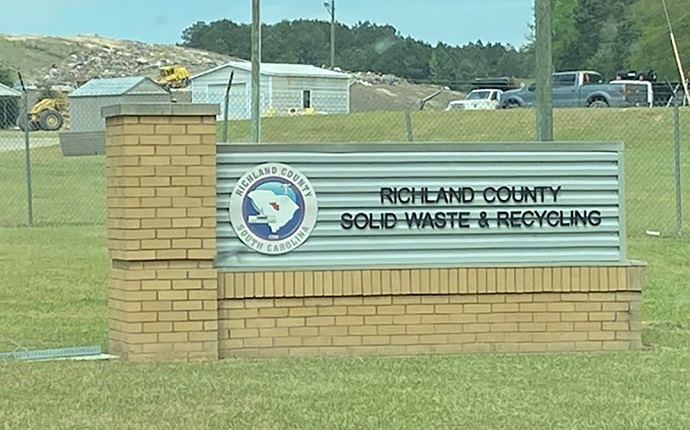 RICHLAND COUNTY
SOUTH CAROLINA
RICHLAND COUNTY
SOLID WASTE & RECYCLING